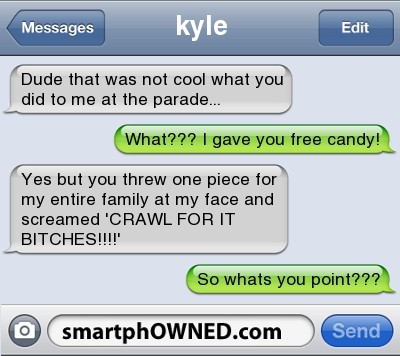 Messages
kyle
Edit
Dude that was not cool what you
did to me at the parade...
What??? I gave you free candy!
Yes but you threw one piece for
my entire family at my face and
screamed 'CRAWL FOR IT
BITCHES!!!!'
So whats you point???
smartphOWNED.com
Send